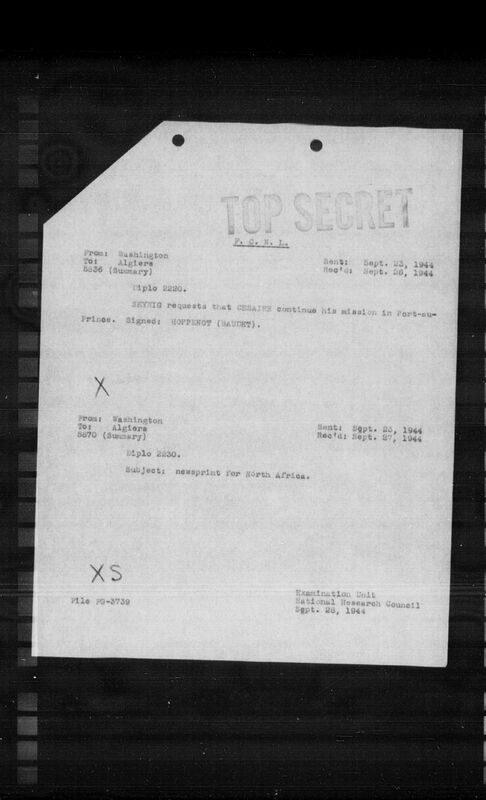 TOP SECRET
F. C. N. L.
From: Washington
To: Algiers
5836 (Summary)
Sent: Sept. 23, 1944
Rec'd: Sept. 26, 1944
Diplo 2220.
SEYRIG requests that CESAIRE continue his mission in Port-au-
Prince. Signed: HOPPENOT (BAUDET).
X
From: Washington
To: Algiers
5870 (Summary)
Sent: Sept. 23, 1944
Rec'd: Sept. 27, 1944
Diplo 2230.
Subject: newsprint for North Africa.
XS
File FG-3739
Examination Unit
National Research Council
Sept. 28, 1944